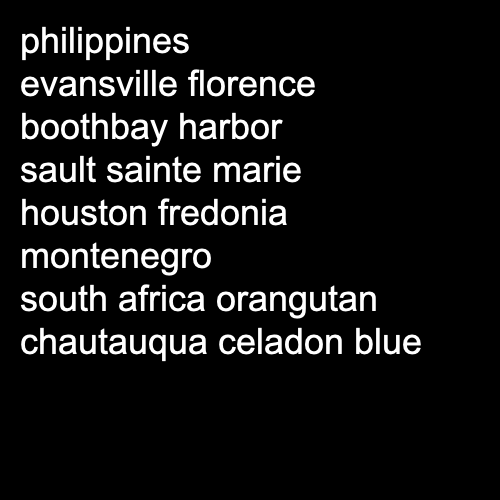 philippines
evansville florence
boothbay harbor
sault sainte marie
houston fredonia
montenegro
south africa orangutan
chautauqua celadon blue